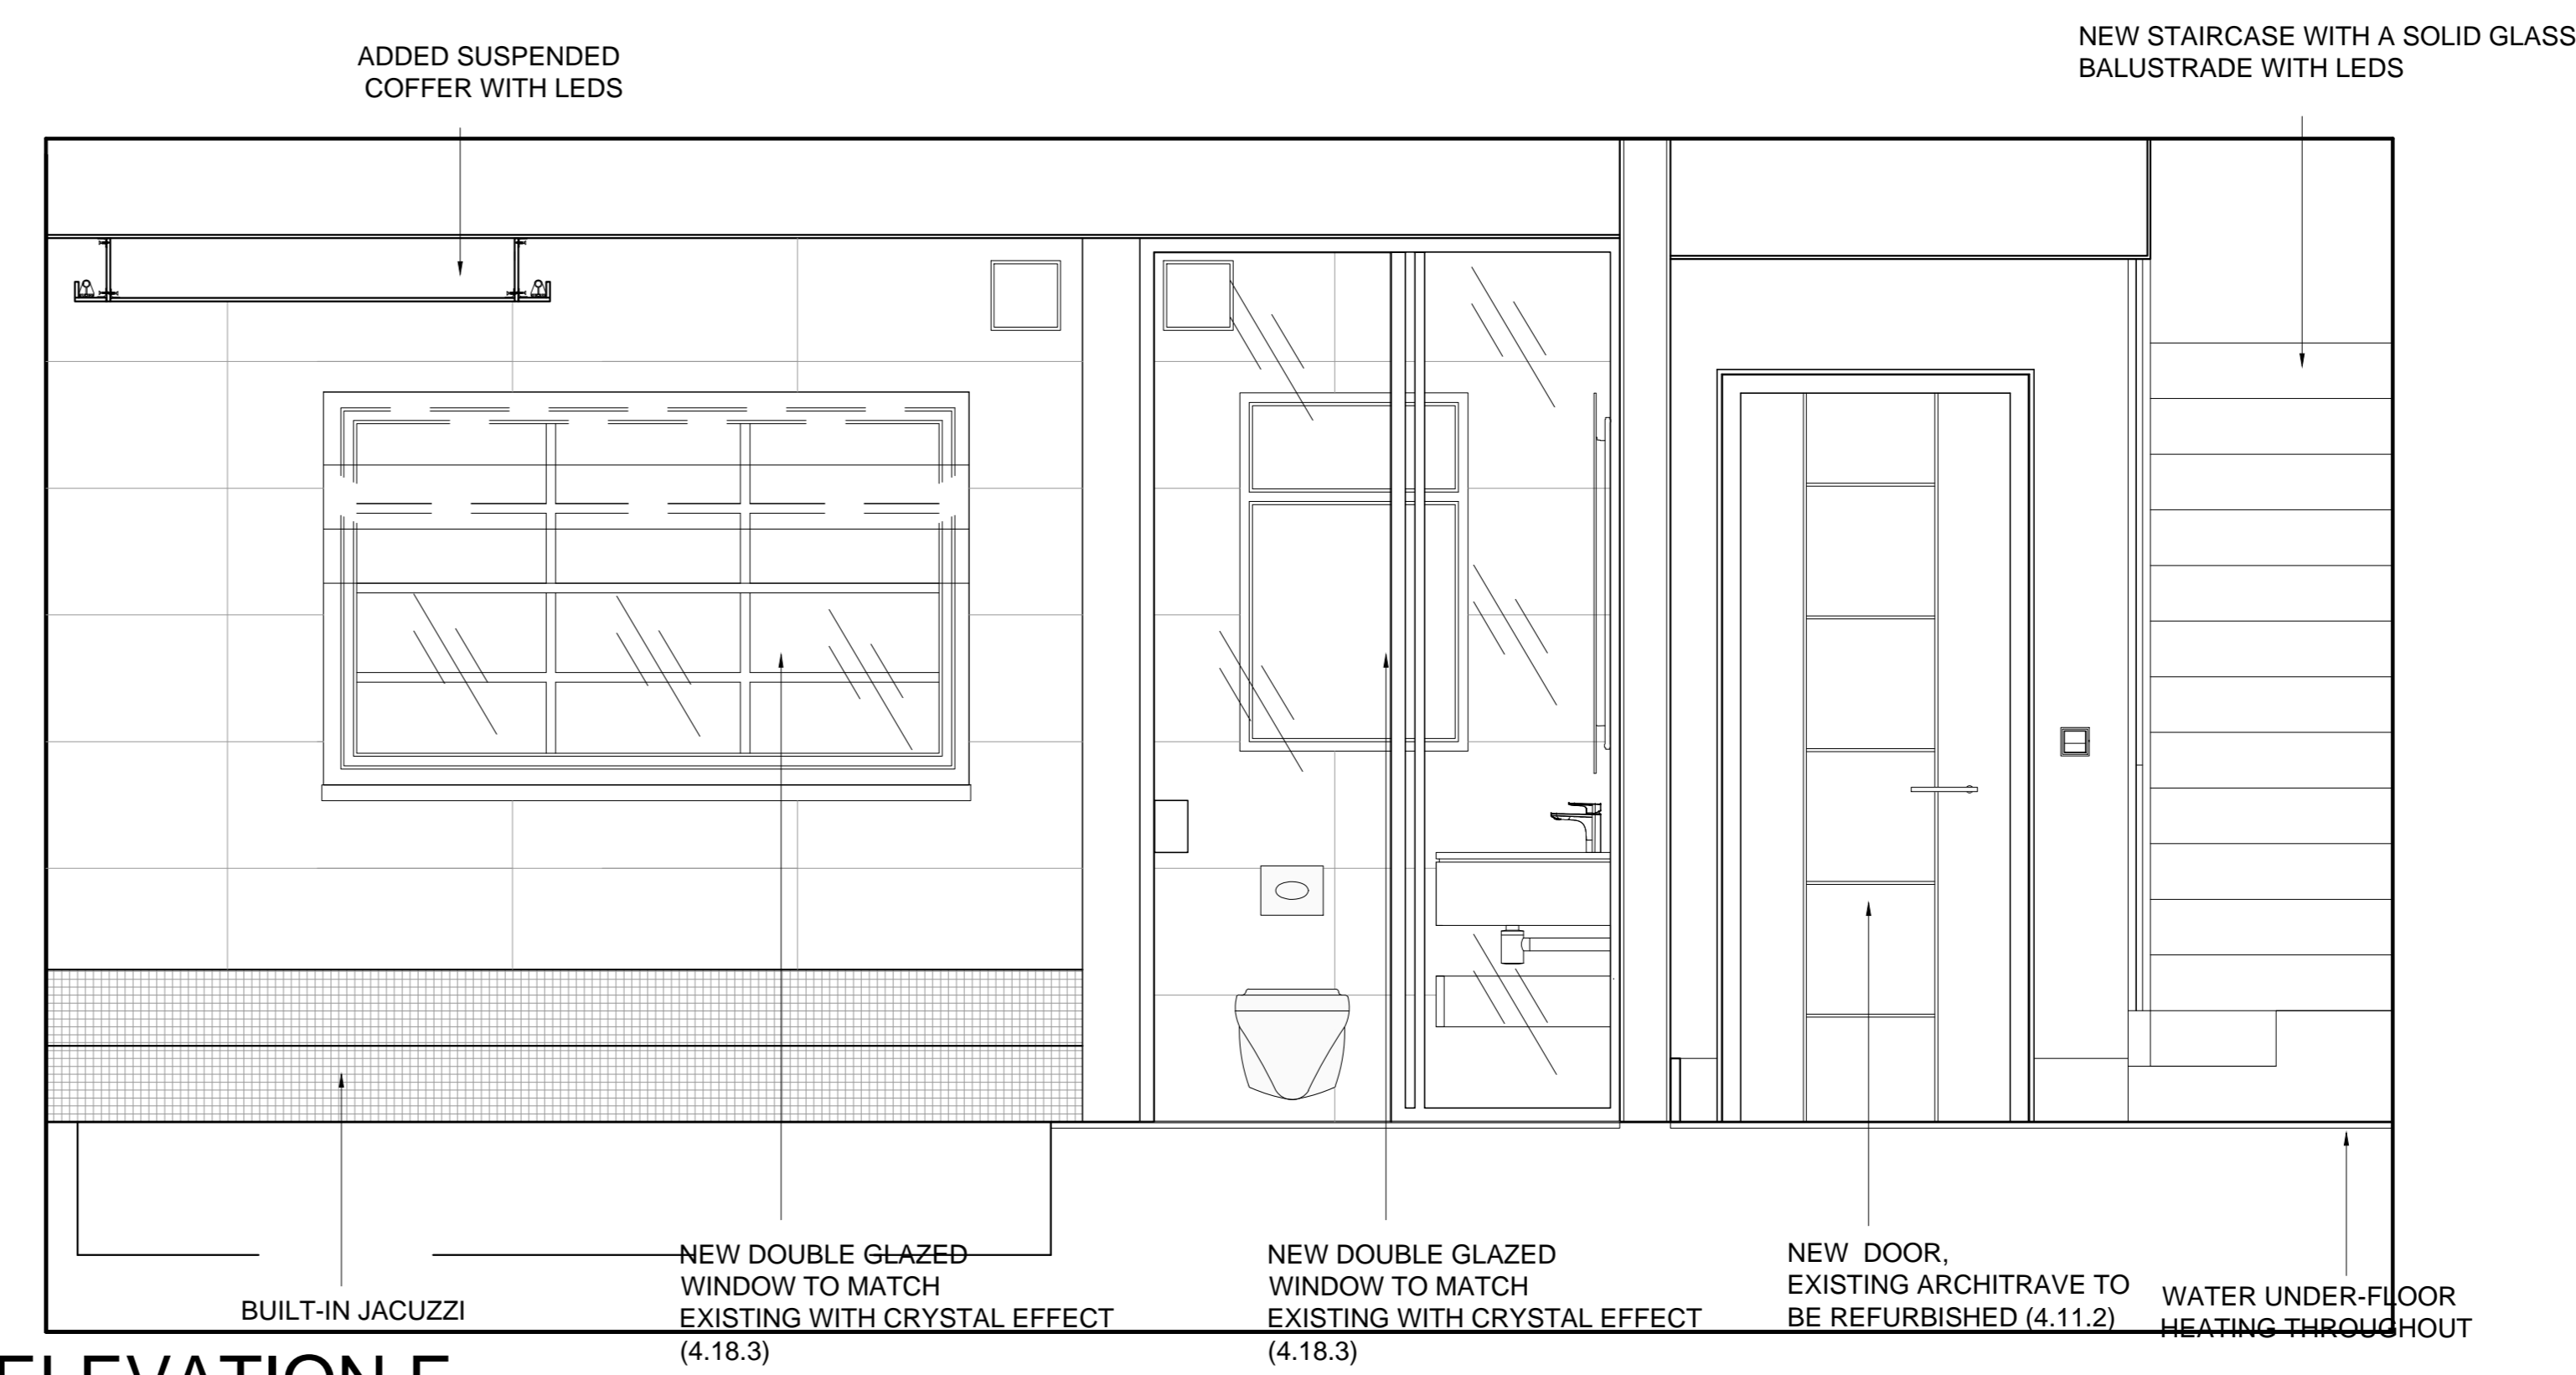 ADDED SUSPENDED
COFFER WITH LEDS
NEW STAIRCASE WITH A SOLID GLASS
BALUSTRADE WITH LEDS
BUILT-IN JACUZZI
NEW DOUBLE GLAZED
WINDOW TO MATCH
EXISTING WITH CRYSTAL EFFECT
(4.18.3)
NEW DOUBLE GLAZED
WINDOW TO MATCH
EXISTING WITH CRYSTAL EFFECT
(4.18.3)
NEW DOOR,
EXISTING ARCHITRAVE TO
BE REFURBISHED (4.11.2)
WATER UNDER-FLOOR
HEATING THROUGHOUT
ELEVATION